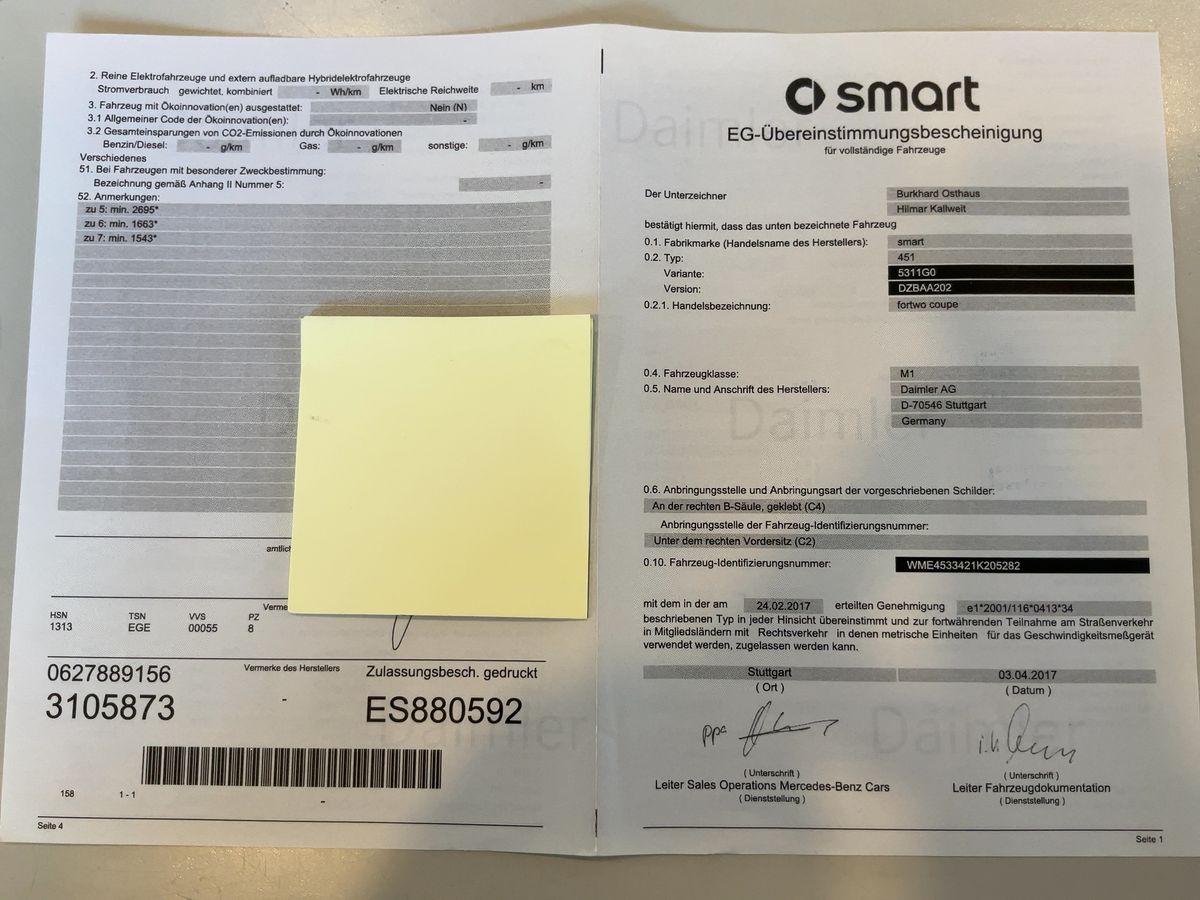 2. Reine Elektrofahrzeuge und extern aufladbare Hybridelektrofahrzeuge
Stromverbrauch gewichtet, kombiniert - Wh/km Elektrische Reichweite - km
3. Fahrzeug mit Ökoinnovation(en) ausgestattet: Nein (N)
3.1 Allgemeiner Code der Ökoinnovation(en): -
3.2 Gesamteinsparungen von CO2-Emissionen durch Ökoinnovationen
Benzin/Diesel: - g/km Gas: - g/km sonstige: - g/km
Verschiedenes
51. Bei Fahrzeugen mit besonderer Zweckbestimmung:
Bezeichnung gemäß Anhang II Nummer 5: -
52. Anmerkungen:
zu 5: min. 2695*
zu 6: min. 1663*
zu 7: min. 1543*
HSN TSN VVS PZ
1313 EGE 00055 8
0627889156 Vermerke des Herstellers Zulassungsbesch. gedruckt
3105873 - ES880592
158 1 - 1 -
Seite 4
smart
EG-Übereinstimmungsbescheinigung
für vollständige Fahrzeuge
Der Unterzeichner Burkhard Osthaus
Hilmar Kallweit
bestätigt hiermit, dass das unten bezeichnete Fahrzeug
0.1. Fabrikmarke (Handelsname des Herstellers): smart
0.2. Typ: 451
Variante: 5311G0
Version: DZBAA202
0.2.1. Handelsbezeichnung: fortwo coupe
0.4. Fahrzeugklasse: M1
0.5. Name und Anschrift des Herstellers: Daimler AG
D-70546 Stuttgart
Germany
0.6. Anbringungsstelle und Anbringungsart der vorgeschriebenen Schilder:
An der rechten B-Säule, geklebt (C4)
Anbringungsstelle der Fahrzeug-Identifizierungsnummer:
Unter dem rechten Vordersitz (C2)
0.10. Fahrzeug-Identifizierungsnummer: WME4533421K205282
mit dem in der am 24.02.2017 erteilten Genehmigung e1*2001/116*0413*34
beschriebenen Typ in jeder Hinsicht übereinstimmt und zur fortwährenden Teilnahme am Straßenverkehr
in Mitgliedsländern mit Rechtsverkehr in denen metrische Einheiten für das Geschwindigkeitsmeßgerät
verwendet werden, zugelassen werden kann.
Stuttgart 03.04.2017
( Ort ) ( Datum )
ppa
i.V.
( Unterschrift ) ( Unterschrift )
Leiter Sales Operations Mercedes-Benz Cars Leiter Fahrzeugdokumentation
( Dienststellung ) ( Dienststellung )
Seite 1
Daimler
Daimler
Daimler
Daimler